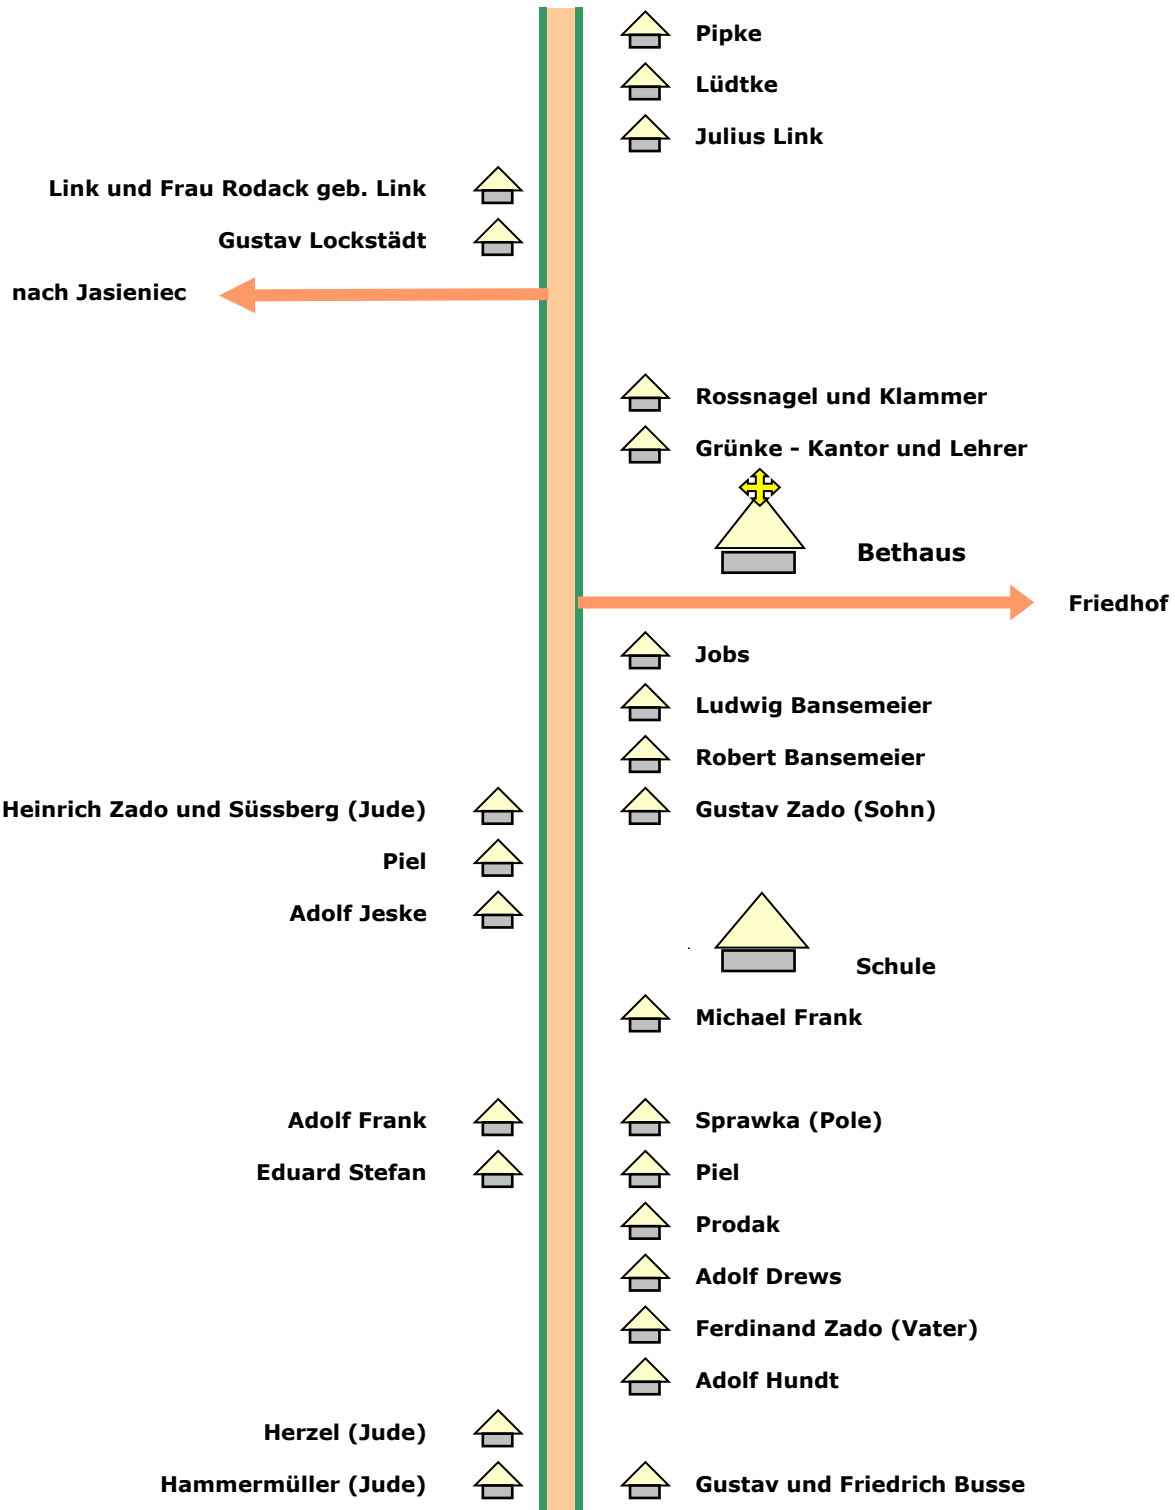 Pipke
Lüdtke
Julius Link
Link und Frau Rodack geb. Link
Gustav Lockstädt
nach Jasieniec
Rossnagel und Klammer
Grünke - Kantor und Lehrer
Bethaus
Friedhof
Jobs
Ludwig Bansemeier
Robert Bansemeier
Heinrich Zado und Süssberg (Jude)
Gustav Zado (Sohn)
Piel
Adolf Jeske
Schule
Michael Frank
Adolf Frank
Sprawka (Pole)
Eduard Stefan
Piel
Prodak
Adolf Drews
Ferdinand Zado (Vater)
Adolf Hundt
Herzel (Jude)
Hammermüller (Jude)
Gustav und Friedrich Busse